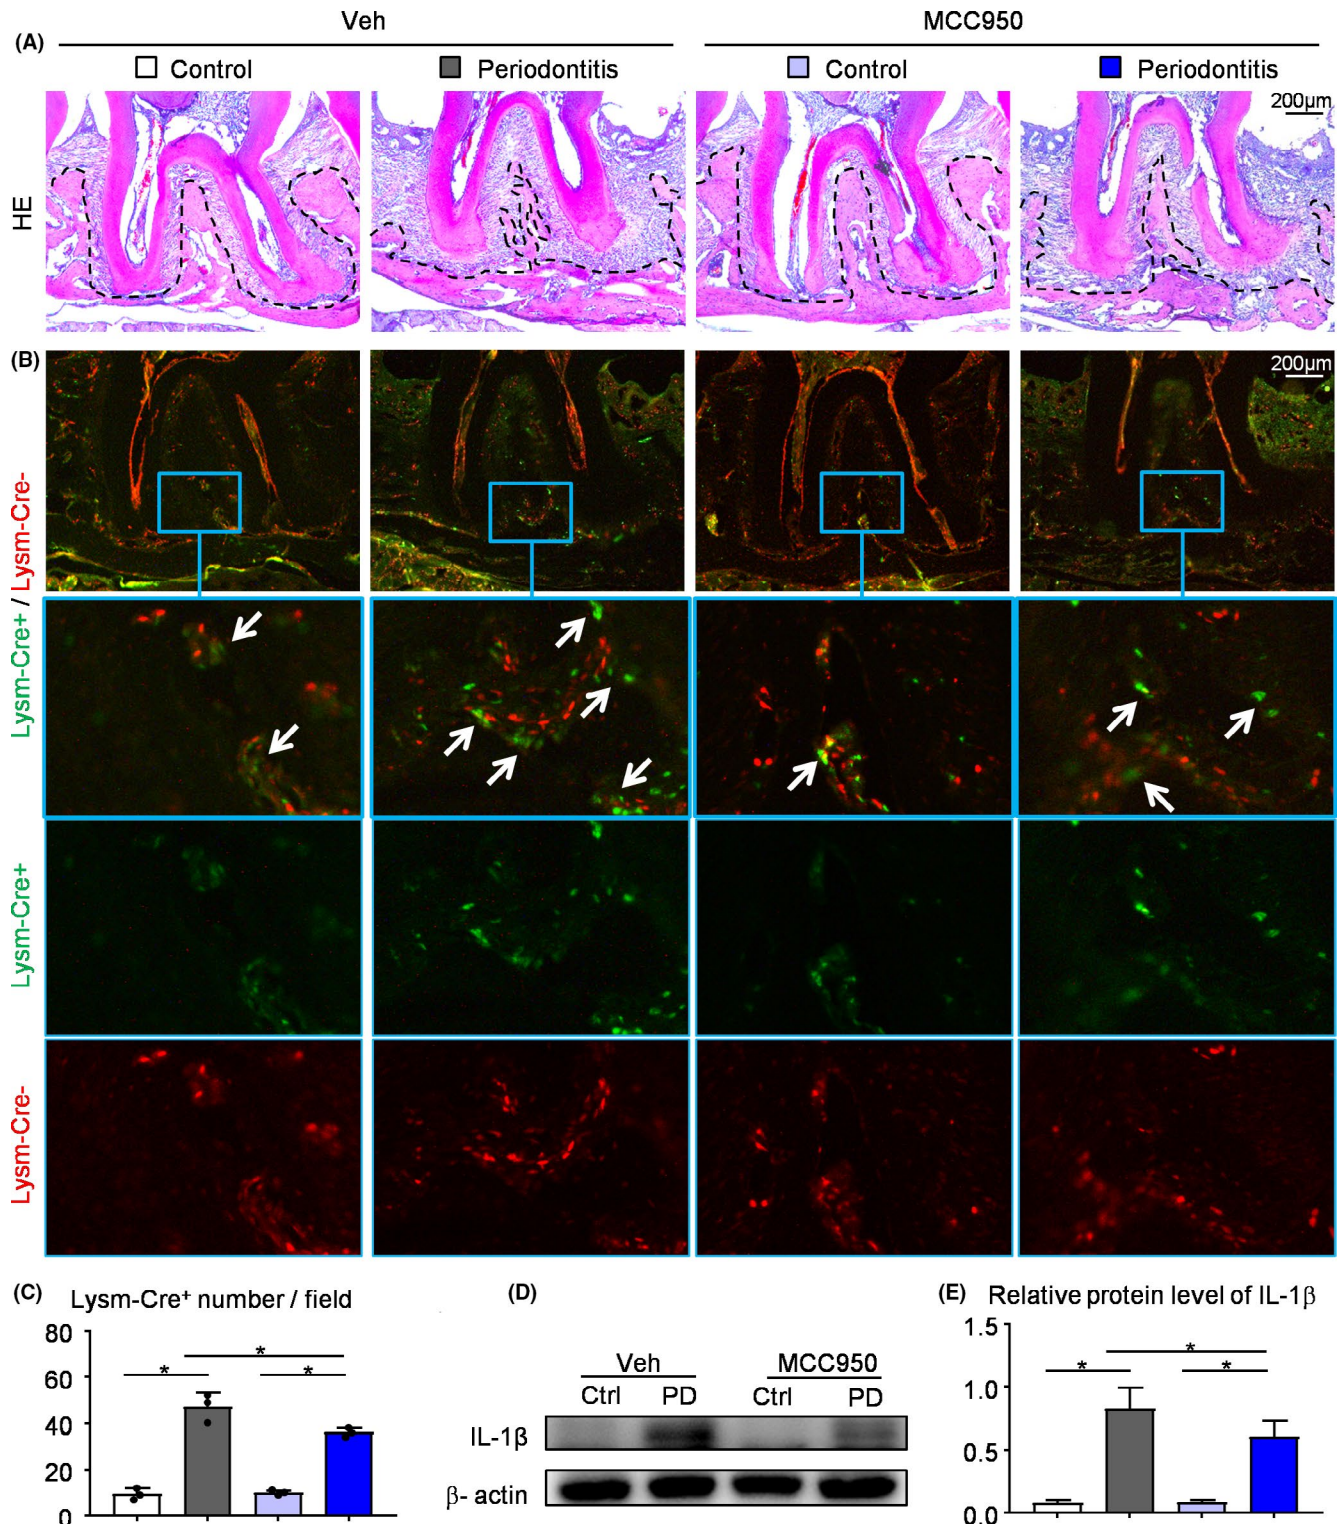 Veh MCC950
(A)
Control Periodontitis Control Periodontitis
200µm
HE
(B)
200µm
Lysm-Cre+ / Lysm-Cre-
Lysm-Cre+
Lysm-Cre-
(C) Lysm-Cre⁺ number / field
80
60
40
20
0
* * *
(D)
Veh MCC950
Ctrl PD Ctrl PD
IL-1β
β- actin
(E) Relative protein level of IL-1β
1.5
1.0
0.5
0.0
* * *